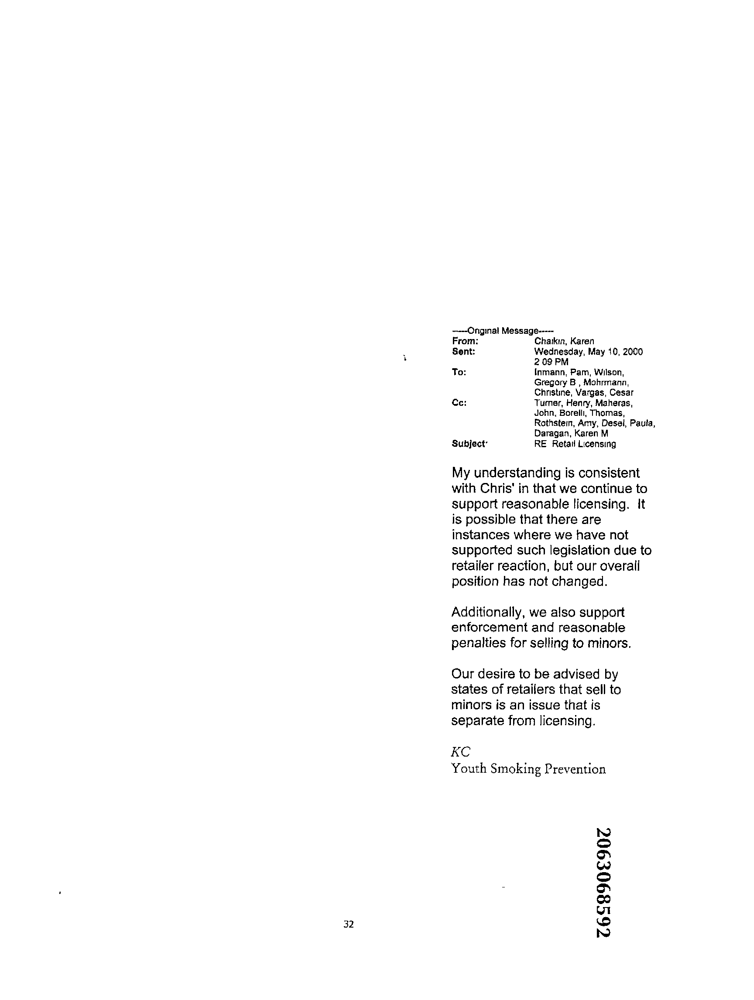 -----Original Message-----
From: Chaikin, Karen
Sent: Wednesday, May 10, 2000
2 09 PM
To: Inmann, Pam, Wilson,
Gregory B , Mohrmann,
Christine, Vargas, Cesar
Cc: Turner, Henry, Maheras,
John, Borelli, Thomas,
Rothstein, Amy, Desel, Paula,
Daragan, Karen M
Subject· RE Retail Licensing
My understanding is consistent
with Chris' in that we continue to
support reasonable licensing. It
is possible that there are
instances where we have not
supported such legislation due to
retailer reaction, but our overall
position has not changed.
Additionally, we also support
enforcement and reasonable
penalties for selling to minors.
Our desire to be advised by
states of retailers that sell to
minors is an issue that is
separate from licensing.
KC
Youth Smoking Prevention
2063068592
32